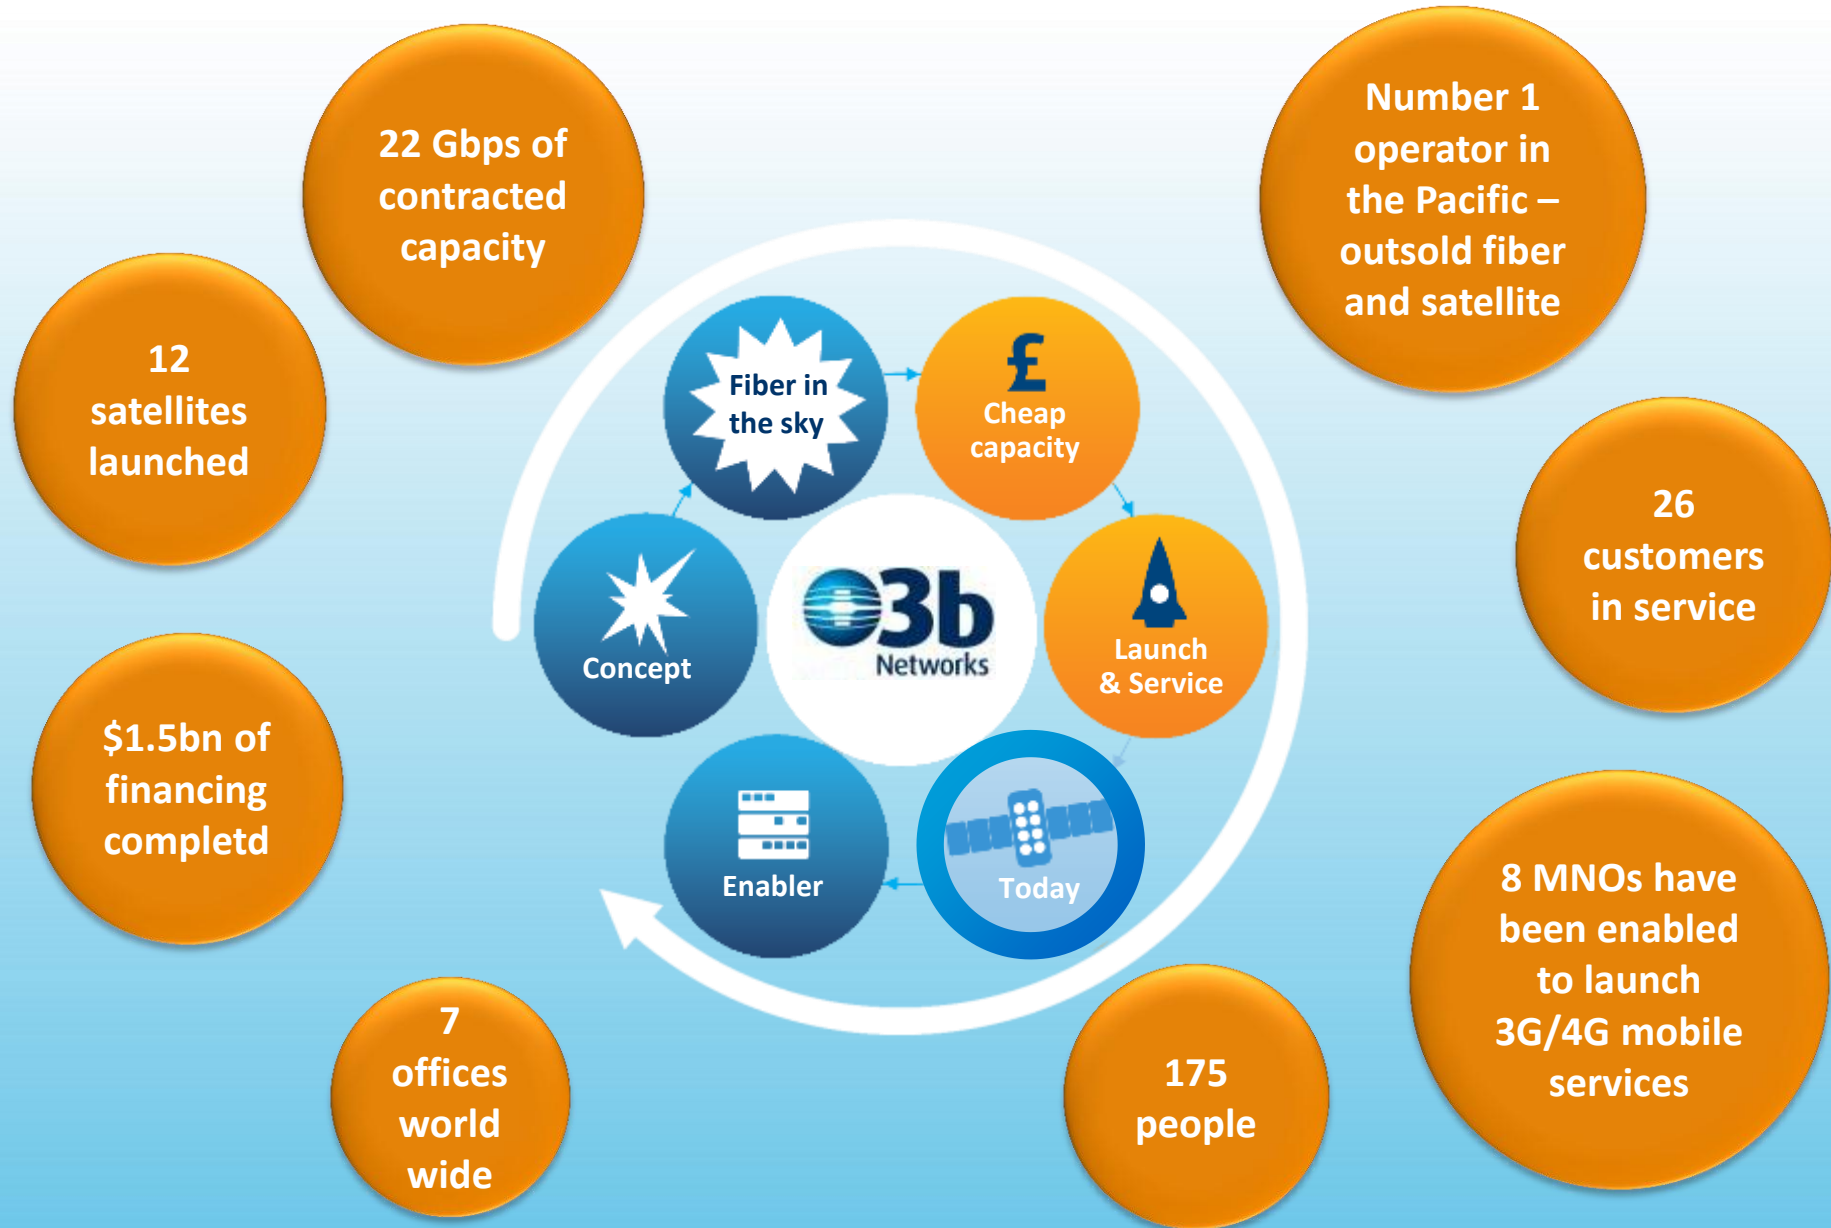 22 Gbps of
contracted
capacity
Number 1
operator in
the Pacific –
outsold fiber
and satellite
12
satellites
launched
Fiber in
the sky
£
Cheap
capacity
26
customers
in service
Concept
O3b
Networks
Launch
& Service
$1.5bn of
financing
completd
Enabler
Today
8 MNOs have
been enabled
to launch
3G/4G mobile
services
7
offices
world
wide
175
people